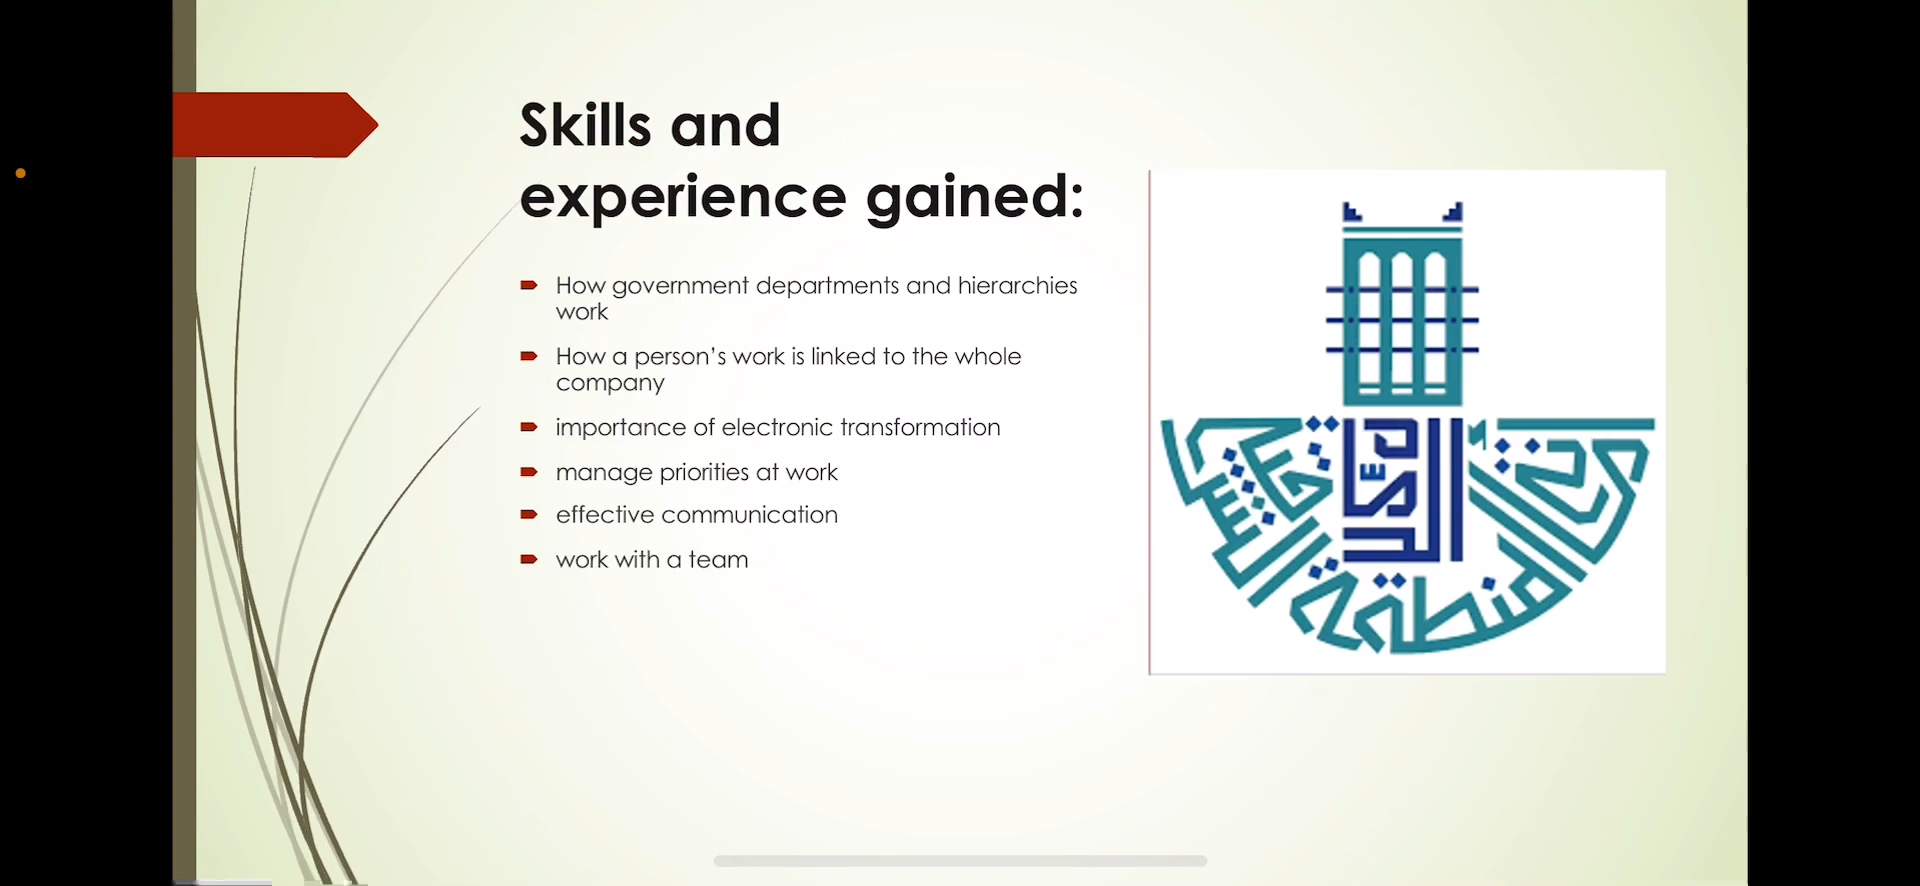 Skills and
experience gained:
How government departments and hierarchies
work
How a person’s work is linked to the whole
company
importance of electronic transformation
manage priorities at work
effective communication
work with a team